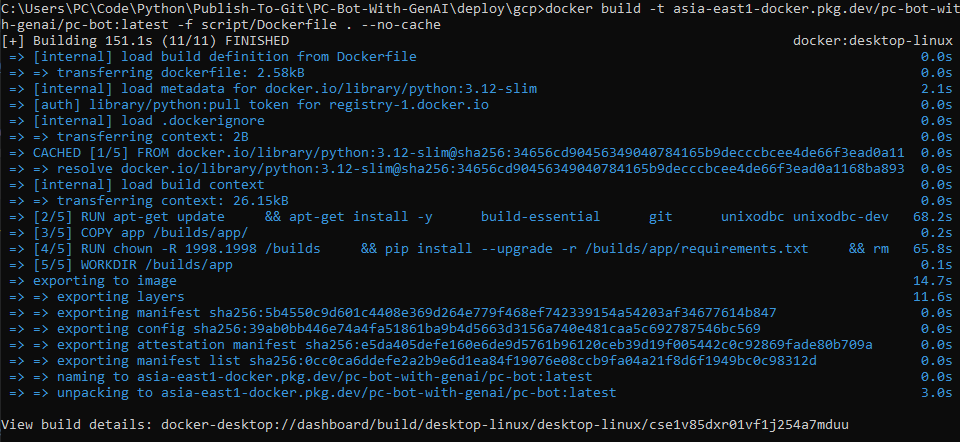 C:\Users\PC\Code\Python\Publish-To-Git\PC-Bot-With-GenAI\deploy\gcp>docker build -t asia-east1-docker.pkg.dev/pc-bot-wit
h-genai/pc-bot:latest -f script/Dockerfile . --no-cache
[+] Building 151.1s (11/11) FINISHED docker:desktop-linux
=> [internal] load build definition from Dockerfile 0.0s
=> => transferring dockerfile: 2.58kB 0.0s
=> [internal] load metadata for docker.io/library/python:3.12-slim 2.1s
=> [auth] library/python:pull token for registry-1.docker.io 0.0s
=> [internal] load .dockerignore 0.0s
=> => transferring context: 2B 0.0s
=> CACHED [1/5] FROM docker.io/library/python:3.12-slim@sha256:34656cd90456349040784165b9decccbcee4de66f3ead0a11 0.0s
=> => resolve docker.io/library/python:3.12-slim@sha256:34656cd90456349040784165b9decccbcee4de66f3ead0a1168ba893 0.0s
=> [internal] load build context 0.0s
=> => transferring context: 26.15kB 0.0s
=> [2/5] RUN apt-get update && apt-get install -y build-essential git unixodbc unixodbc-dev 68.2s
=> [3/5] COPY app /builds/app/ 0.2s
=> [4/5] RUN chown -R 1998.1998 /builds && pip install --upgrade -r /builds/app/requirements.txt && rm 65.8s
=> [5/5] WORKDIR /builds/app 0.1s
=> exporting to image 14.7s
=> => exporting layers 11.6s
=> => exporting manifest sha256:5b4550c9d601c4408e369d264e779f468ef742339154a54203af34677614b847 0.0s
=> => exporting config sha256:39ab0bb446e74a4fa51861ba9b4d5663d3156a740e481caa5c692787546bc569 0.0s
=> => exporting attestation manifest sha256:e5da405defe160e6de9d5761b96120ceb39d19f005442c0c92869fade80b709a 0.0s
=> => exporting manifest list sha256:0cc0ca6ddefe2a2b9e6d1ea84f19076e08ccb9fa04a21f8d6f1949bc0c98312d 0.0s
=> => naming to asia-east1-docker.pkg.dev/pc-bot-with-genai/pc-bot:latest 0.0s
=> => unpacking to asia-east1-docker.pkg.dev/pc-bot-with-genai/pc-bot:latest 3.0s
View build details: docker-desktop://dashboard/build/desktop-linux/desktop-linux/cse1v85dxr01vf1j254a7mduu